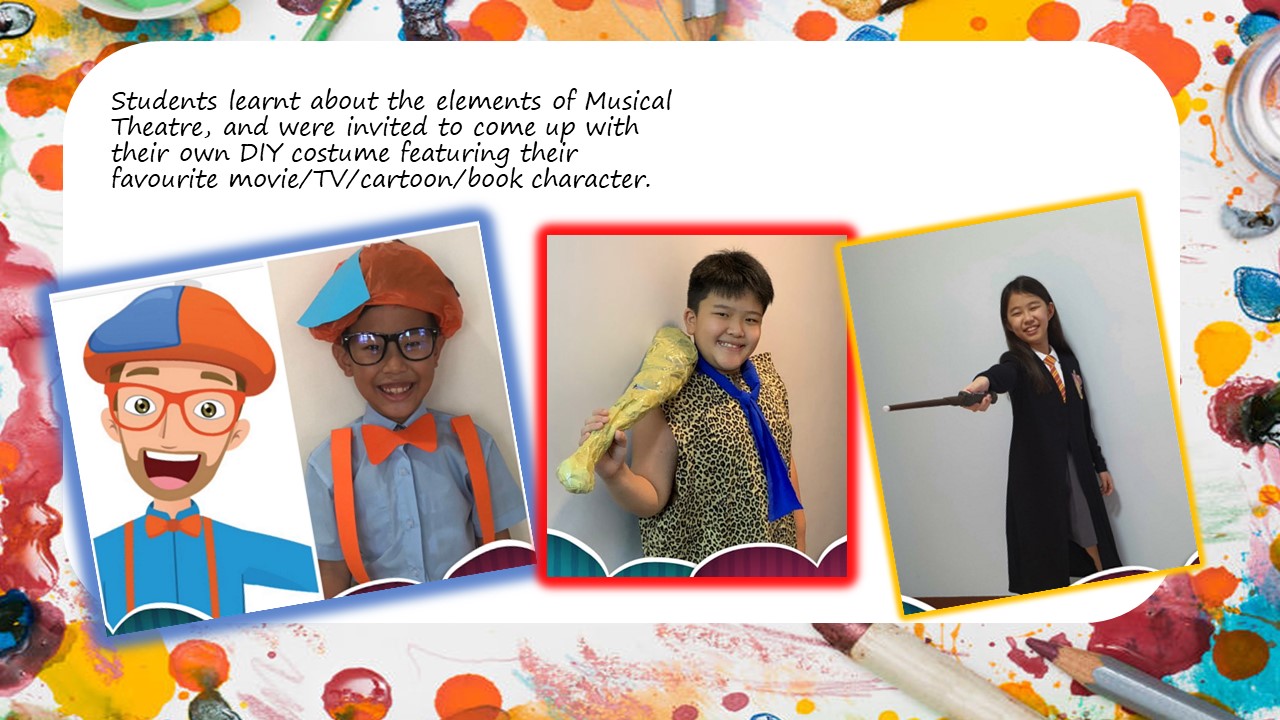 Students learnt about the elements of Musical
Theatre, and were invited to come up with
their own DIY costume featuring their
favourite movie/TV/cartoon/book character.